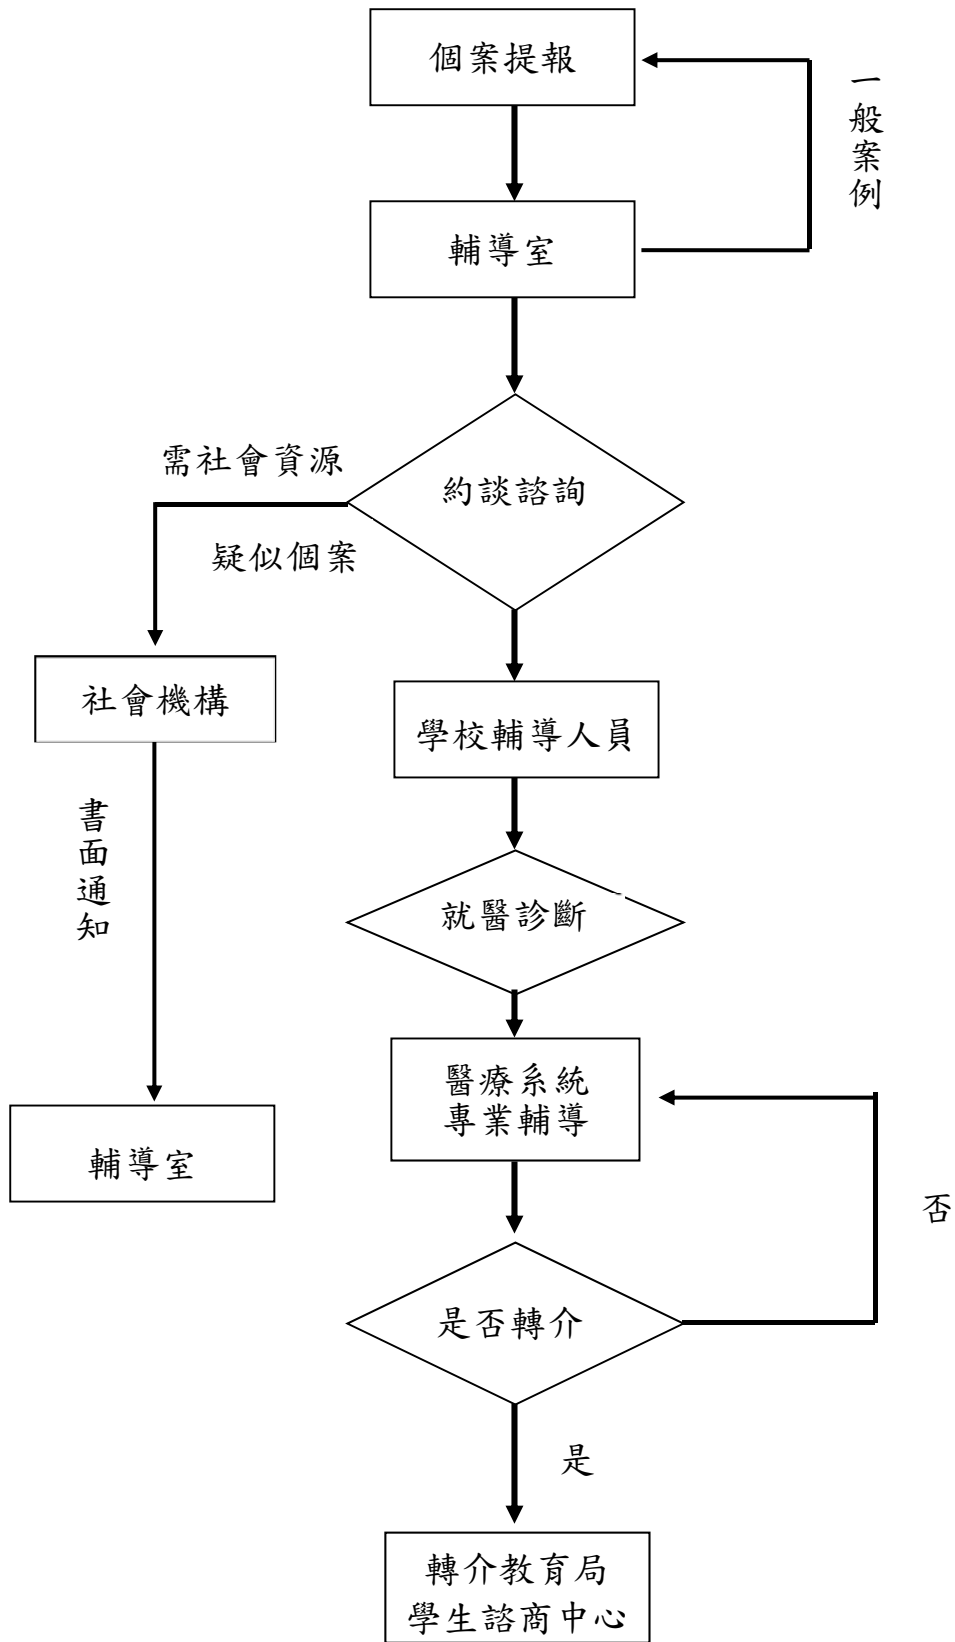 個案提報
一般案例
輔導室
約談諮詢
需社會資源
疑似個案
社會機構
學校輔導人員
書面通知
就醫診斷
醫療系統
專業輔導
輔導室
否
是否轉介
是
轉介教育局
學生諮商中心